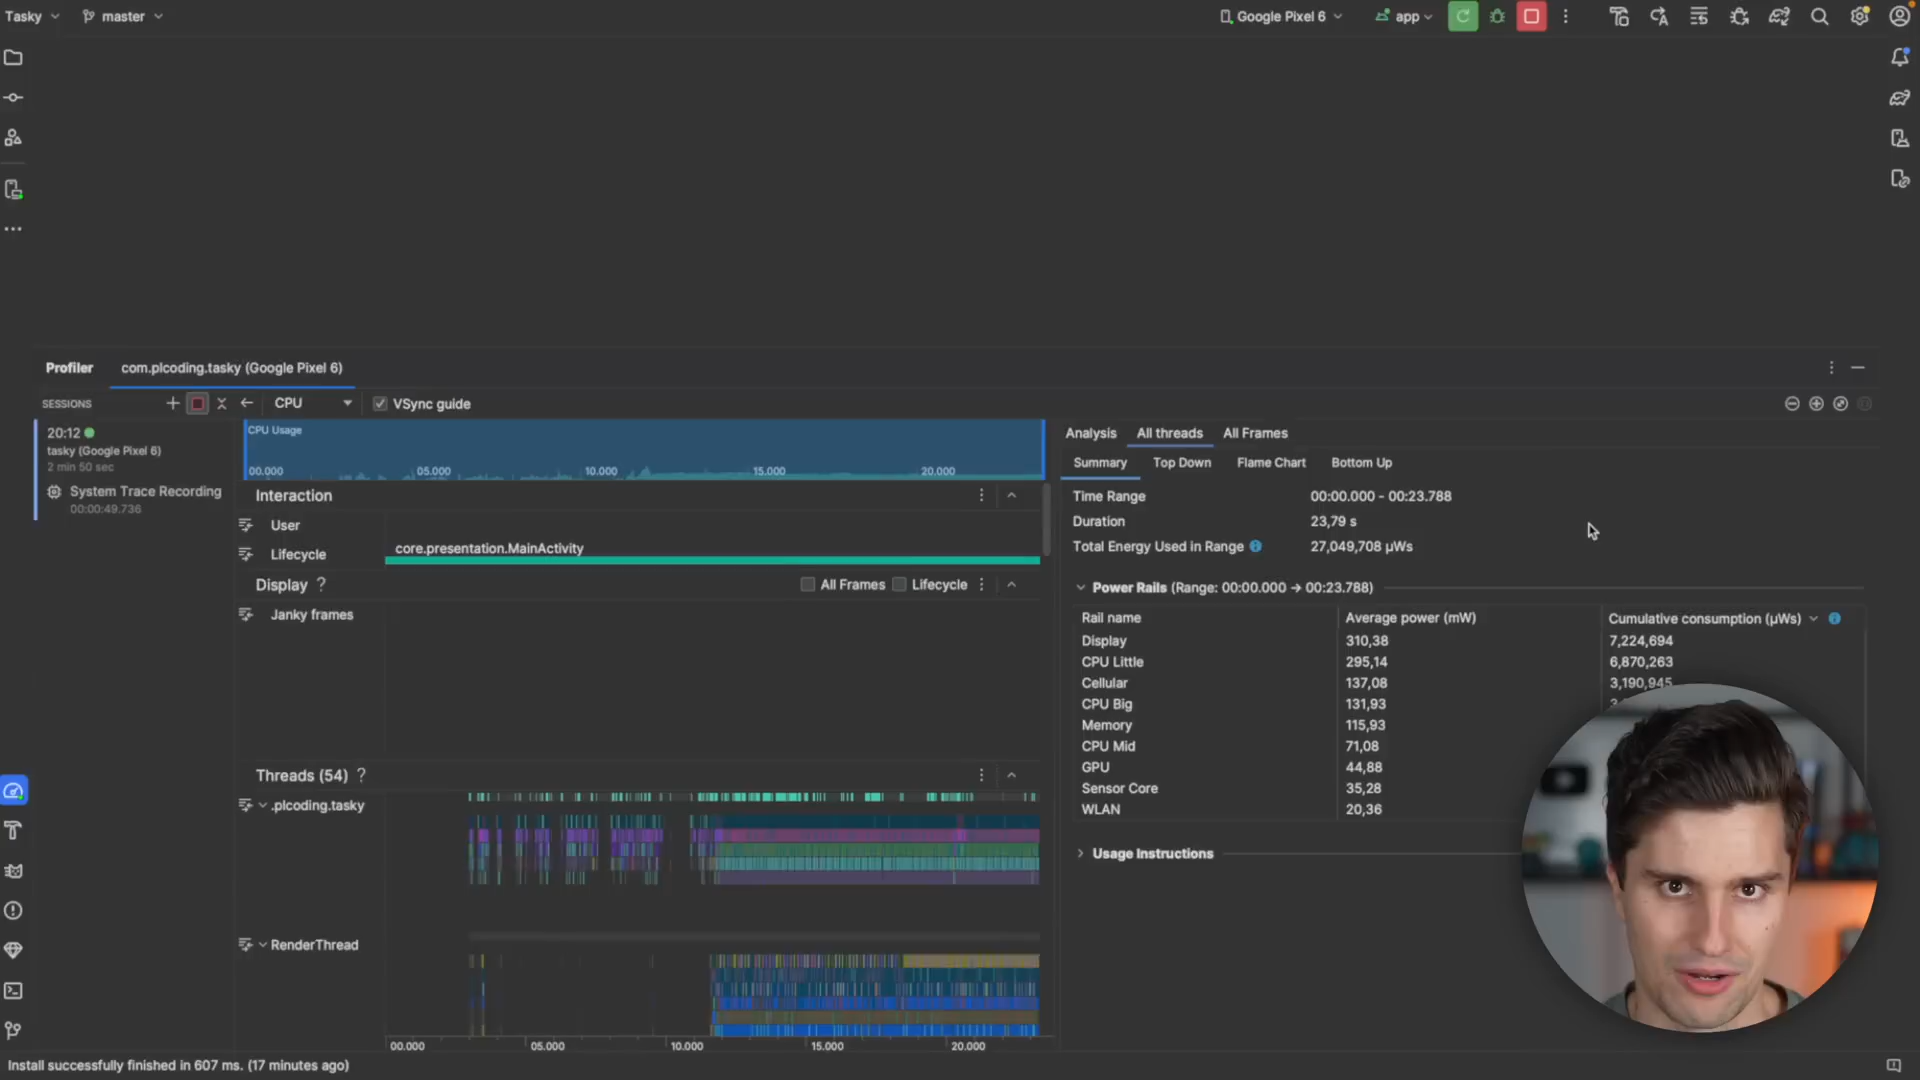 Tasky
master
Google Pixel 6
app
Profiler
com.plcoding.tasky (Google Pixel 6)
SESSIONS
CPU
VSync guide
20:12
tasky (Google Pixel 6)
2 min 50 sec
System Trace Recording
00:00:49.736
CPU Usage
00.000 05.000 10.000 15.000 20.000
Interaction
User
Lifecycle
core.presentation.MainActivity
Display ?
All Frames
Lifecycle
Janky frames
Threads (54) ?
.plcoding.tasky
RenderThread
00.000 05.000 10.000 15.000 20.000
Analysis All threads All Frames
Summary Top Down Flame Chart Bottom Up
Time Range 00:00.000 - 00:23.788
Duration 23,79 s
Total Energy Used in Range 27,049,708 µWs
Power Rails (Range: 00:00.000 → 00:23.788)
Rail name Average power (mW) Cumulative consumption (µWs)
Display 310,38 7,224,694
CPU Little 295,14 6,870,263
Cellular 137,08 3,190,945
CPU Big 131,93
Memory 115,93
CPU Mid 71,08
GPU 44,88
Sensor Core 35,28
WLAN 20,36
Usage Instructions
Install successfully finished in 607 ms. (17 minutes ago)